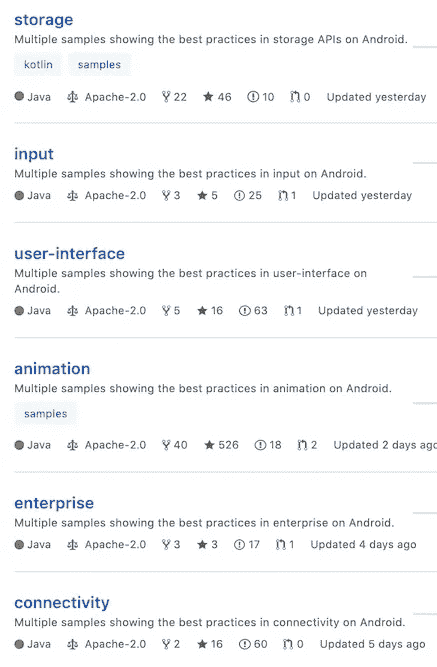 storage
Multiple samples showing the best practices in storage APIs on Android.
kotlin samples
Java Apache-2.0 22 46 10 0 Updated yesterday
input
Multiple samples showing the best practices in input on Android.
Java Apache-2.0 3 5 25 1 Updated yesterday
user-interface
Multiple samples showing the best practices in user-interface on
Android.
Java Apache-2.0 5 16 63 1 Updated yesterday
animation
Multiple samples showing the best practices in animation on Android.
samples
Java Apache-2.0 40 526 18 2 Updated 2 days ago
enterprise
Multiple samples showing the best practices in enterprise on Android.
Java Apache-2.0 3 3 17 1 Updated 4 days ago
connectivity
Multiple samples showing the best practices in connectivity on Android.
Java Apache-2.0 2 16 60 0 Updated 5 days ago